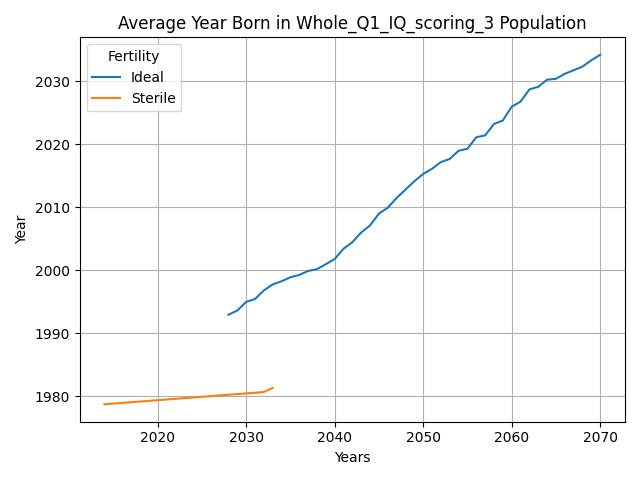 Average Year Born in Whole_Q1_IQ_scoring_3 Population
Fertility
Ideal
Sterile
Year
2030
2020
2010
2000
1990
1980
2020 2030 2040 2050 2060 2070
Years